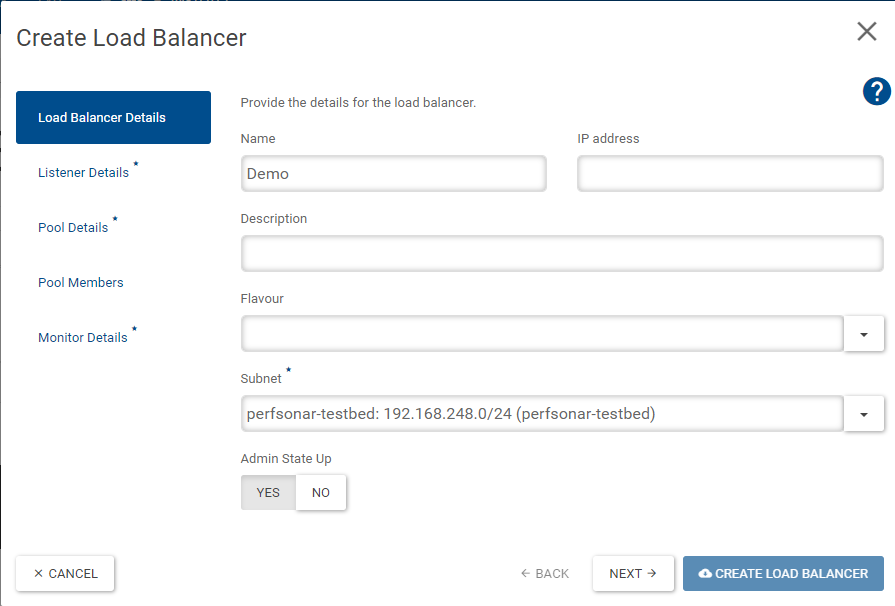 Create Load Balancer
Load Balancer Details
Listener Details *
Pool Details *
Pool Members
Monitor Details *
Provide the details for the load balancer.
?
Name
IP address
Demo
Description
Flavour
Subnet *
perfsonar-testbed: 192.168.248.0/24 (perfsonar-testbed)
Admin State Up
YES NO
× CANCEL
← BACK
NEXT →
CREATE LOAD BALANCER